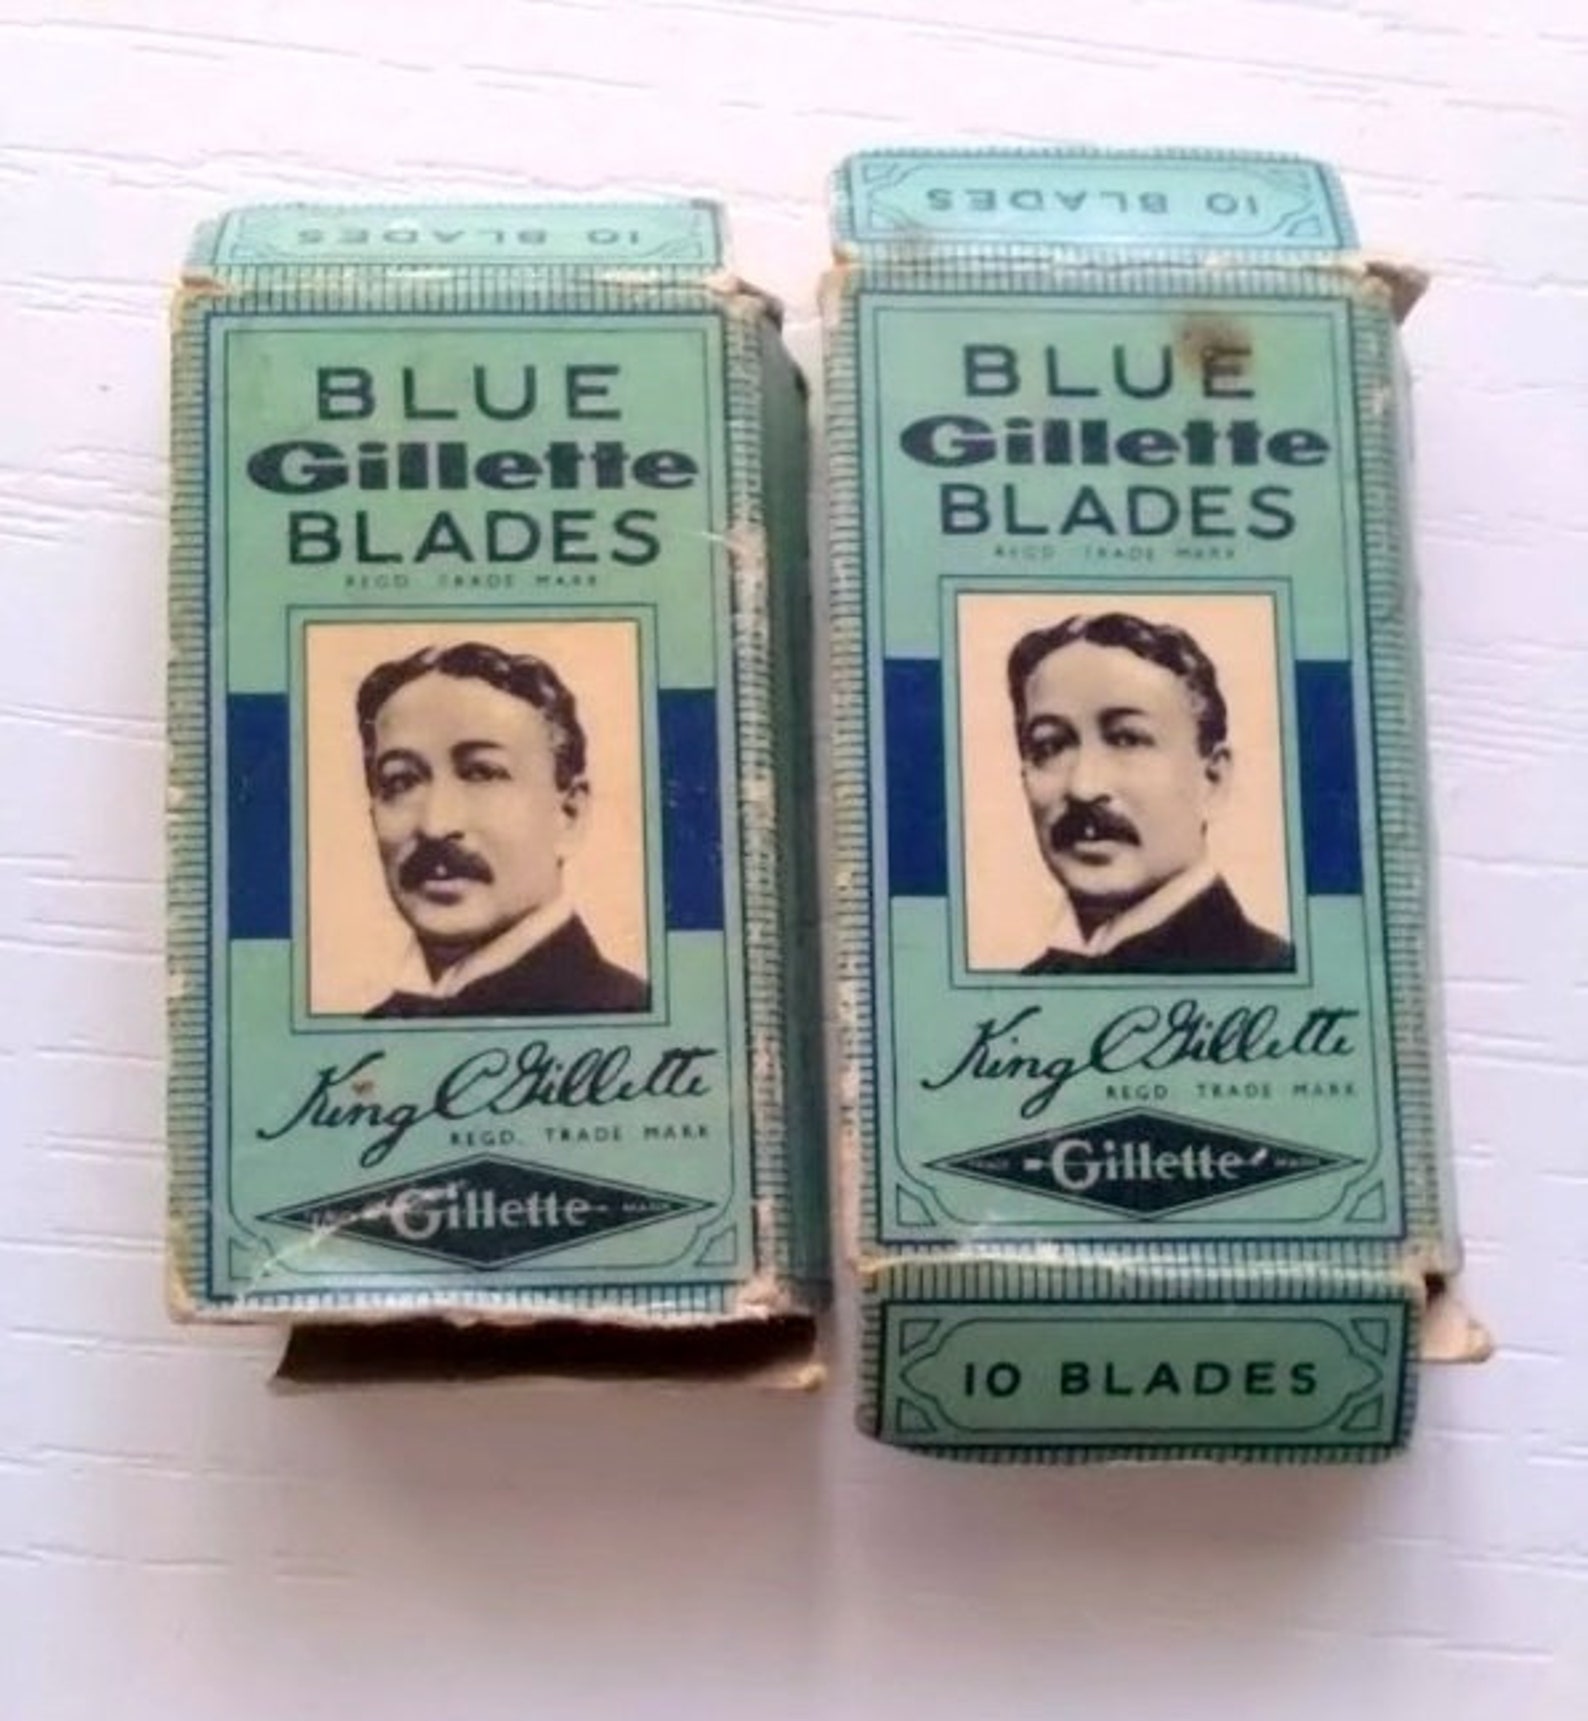 10 BLADES
BLUE
Gillette
BLADES
REGD. TRADE MARK
King C Gillette
REGD. TRADE MARK
Gillette
10 BLADES
BLUE
Gillette
BLADES
REGD TRADE MARK
King C Gillette
REGD TRADE MARK
Gillette
10 BLADES